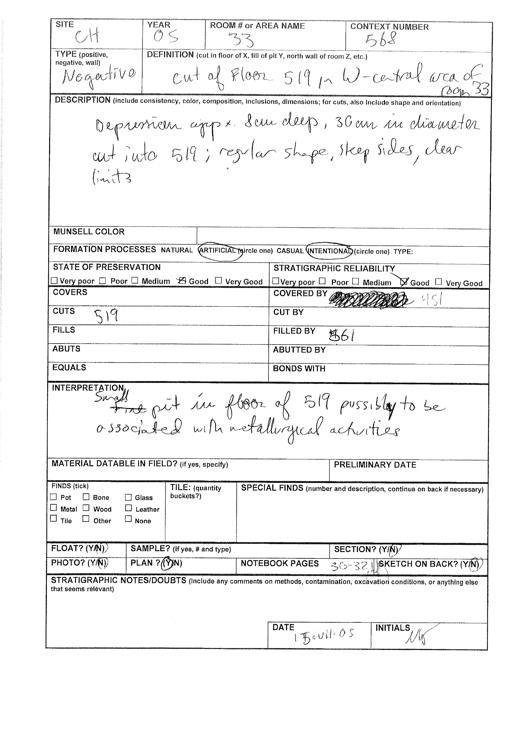 SITE CH YEAR 05 ROOM # or AREA NAME 33 CONTEXT NUMBER 568
TYPE (positive, negative, wall) Negative
DEFINITION (cut in floor X, fill of pit Y, north wall of room Z, etc.)
cut of Floor 519 in W-central area of
room 33
DESCRIPTION (include consistency, color, composition, inclusions, dimensions; for cuts, also include shape and orientation)
Depression appx. 8cm deep, 30cm in diameter
cut into 519; regular shape, steep sides, clear
limits
MUNSELL COLOR
FORMATION PROCESSES NATURAL ARTIFICIAL (circle one) CASUAL INTENTIONAL (circle one) TYPE:
STATE OF PRESERVATION STRATIGRAPHIC RELIABILITY
Very poor Poor Medium Good Very Good Very poor Poor Medium Good Very Good
COVERS COVERED BY 451
CUTS 519 CUT BY
FILLS FILLED BY 561
ABUTS ABUTTED BY
EQUALS BONDS WITH
INTERPRETATION
Small pit in floor of 519 possibly to be
associated with metallurgical activities
MATERIAL DATABLE IN FIELD? (if yes, specify) PRELIMINARY DATE
FINDS (tick) TILE: (quantity SPECIAL FINDS (number and description, continue on back if necessary)
Pot Bone Glass buckets?)
Metal Wood Leather
Tile Other None
FLOAT? (Y/N) SAMPLE? (if yes, # and type) SECTION? (Y/N)
PHOTO? (Y/N) PLAN ? (Y/N) NOTEBOOK PAGES 30-32 SKETCH ON BACK? (Y/N)
STRATIGRAPHIC NOTES/DOUBTS (Include any comments on methods, contamination, excavation conditions, or anything else
that seems relevant)
DATE INITIALS